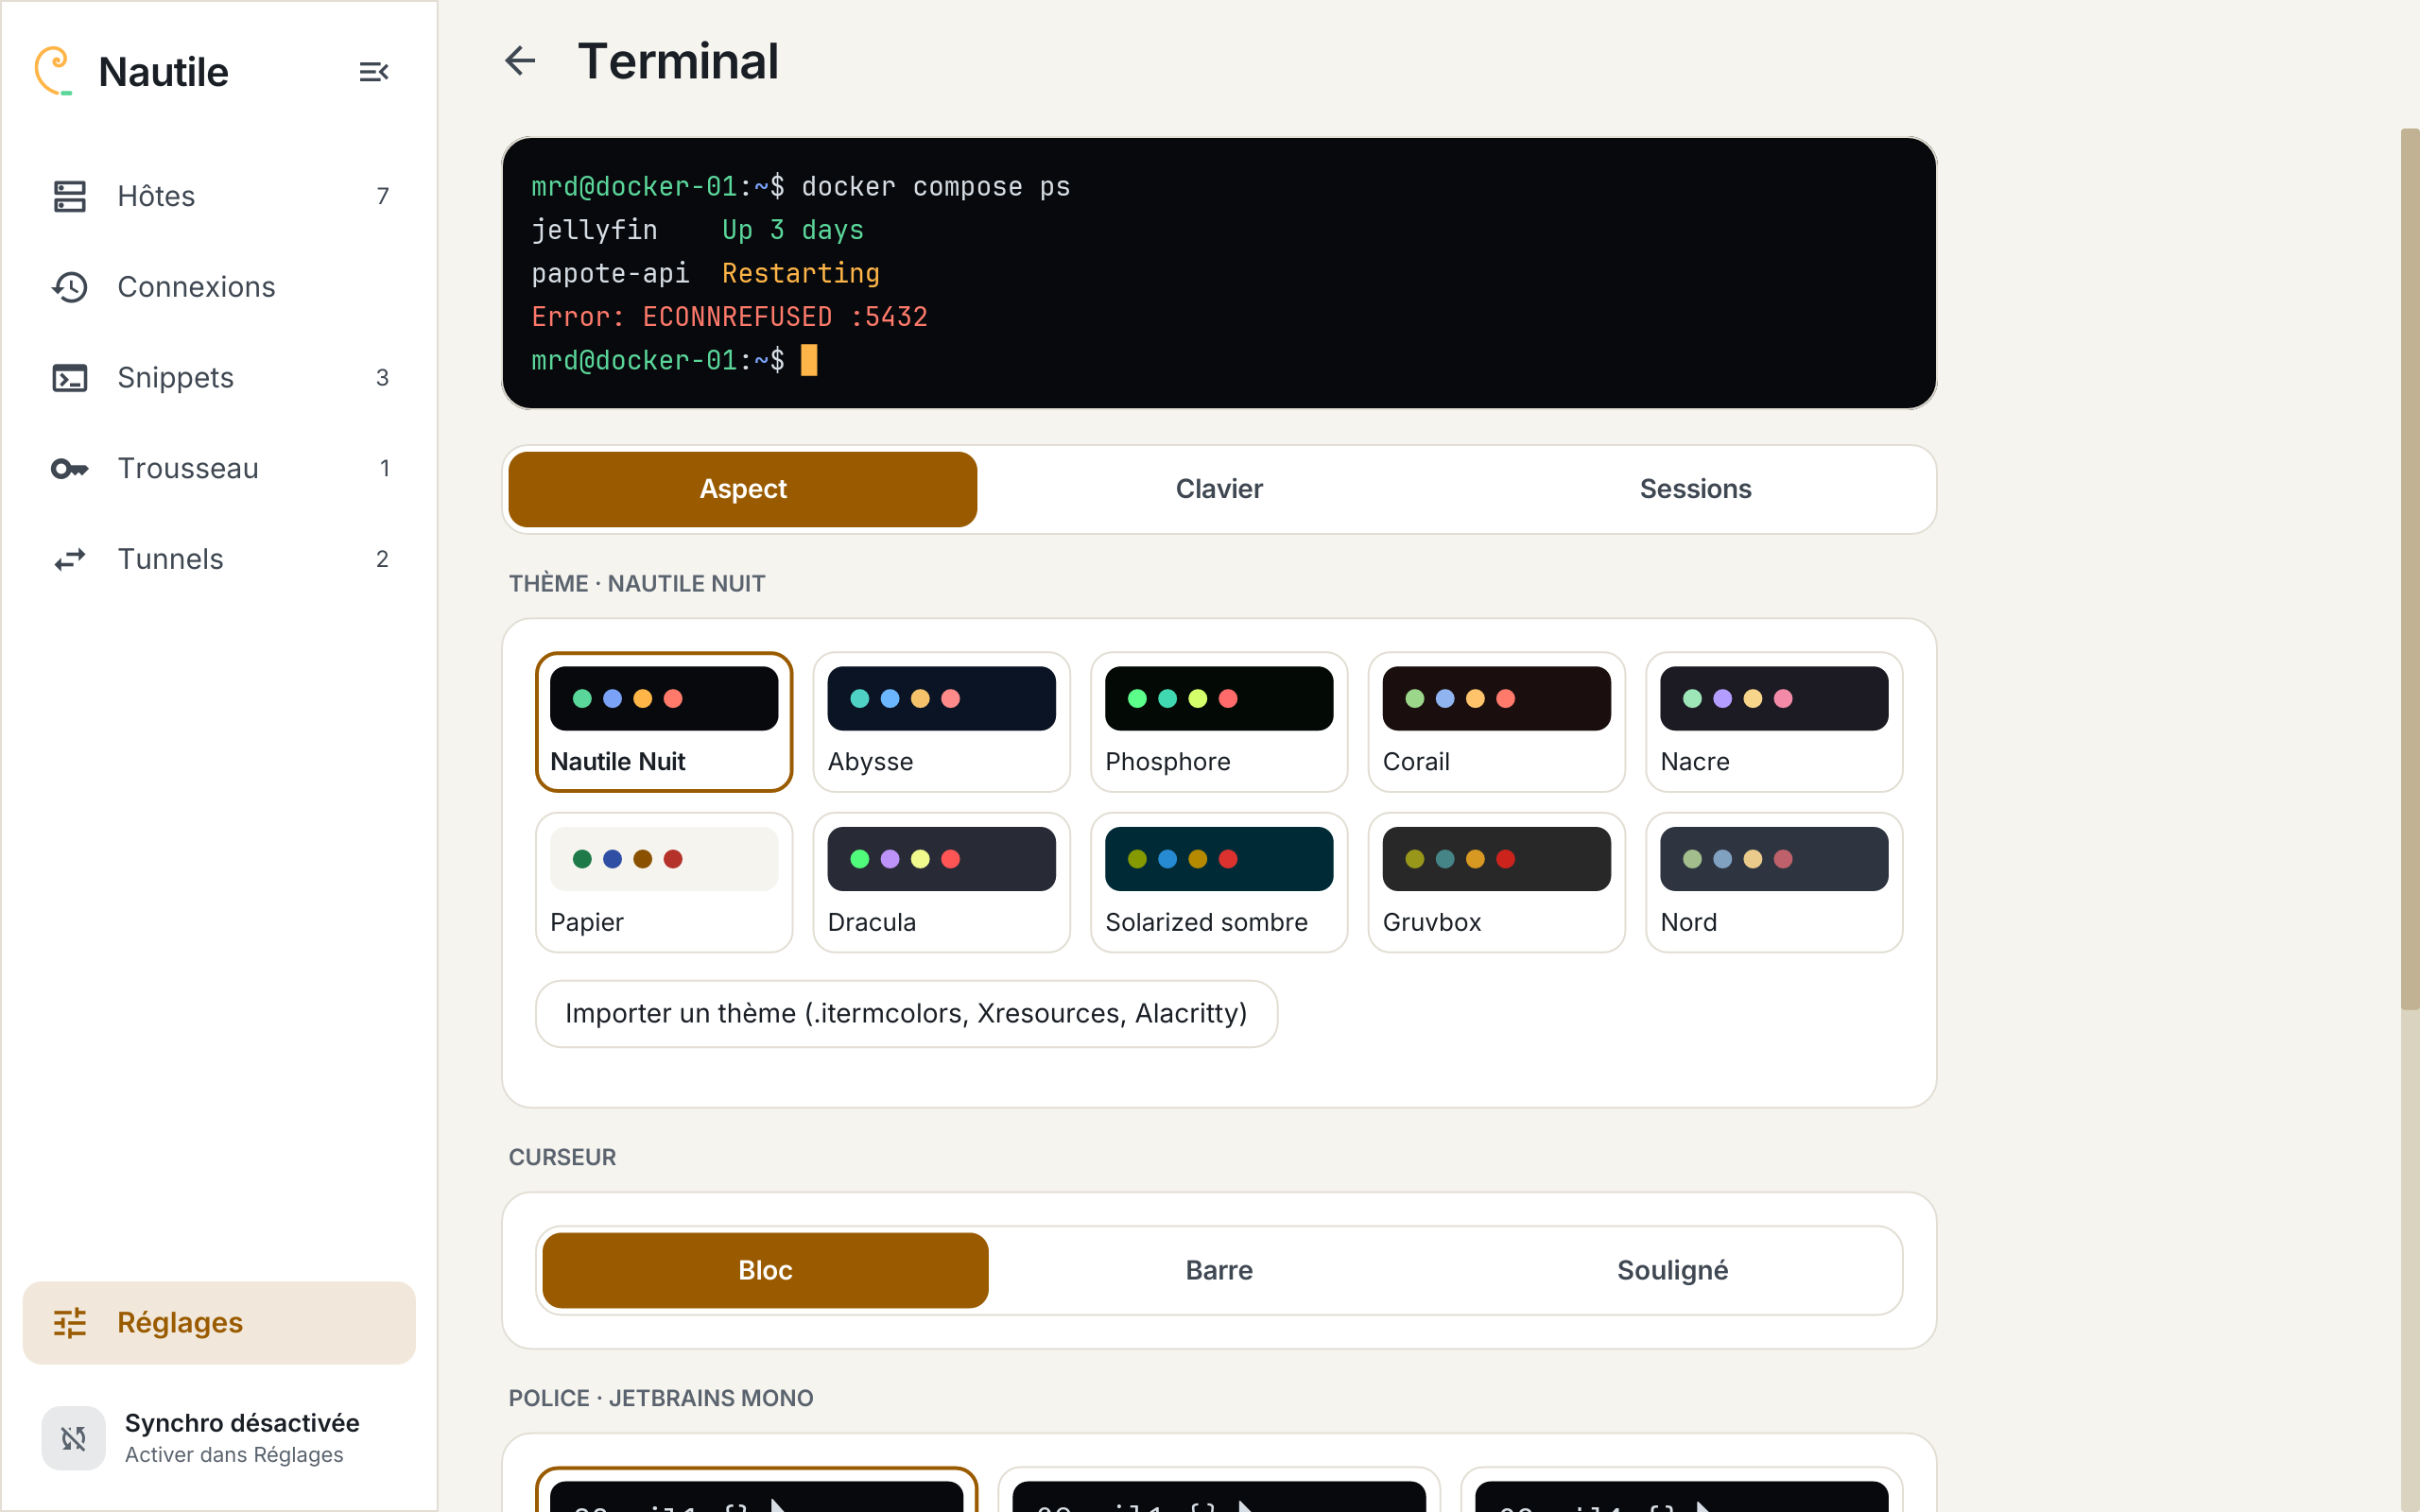 Nautile
Hôtes 7
Connexions
Snippets 3
Trousseau 1
Tunnels 2
Réglages
Synchro désactivée
Activer dans Réglages
Terminal
mrd@docker-01:~$ docker compose ps
jellyfin Up 3 days
papote-api Restarting
Error: ECONNREFUSED :5432
mrd@docker-01:~$
Aspect Clavier Sessions
THÈME · NAUTILE NUIT
Nautile Nuit Abysse Phosphore Corail Nacre
Papier Dracula Solarized sombre Gruvbox Nord
Importer un thème (.itermcolors, Xresources, Alacritty)
CURSEUR
Bloc Barre Souligné
POLICE · JETBRAINS MONO